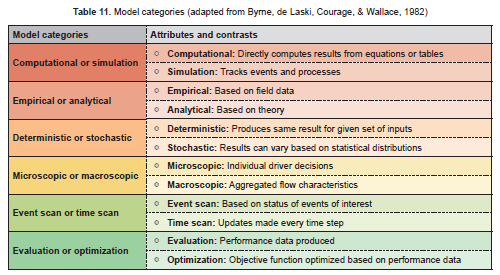 Table 11. Model categories (adapted from Byrne, de Laski, Courage, & Wallace, 1982)
Model categories
Attributes and contrasts
Computational or simulation
○ Computational: Directly computes results from equations or tables
○ Simulation: Tracks events and processes
Empirical or analytical
○ Empirical: Based on field data
○ Analytical: Based on theory
Deterministic or stochastic
○ Deterministic: Produces same result for given set of inputs
○ Stochastic: Results can vary based on statistical distributions
Microscopic or macroscopic
○ Microscopic: Individual driver decisions
○ Macroscopic: Aggregated flow characteristics
Event scan or time scan
○ Event scan: Based on status of events of interest
○ Time scan: Updates made every time step
Evaluation or optimization
○ Evaluation: Performance data produced
○ Optimization: Objective function optimized based on performance data